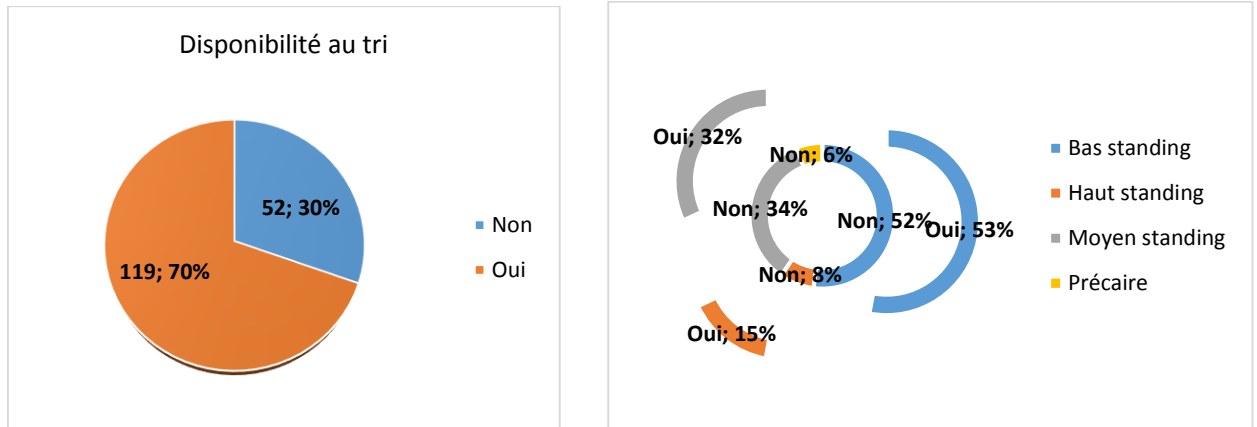 Disponibilité au tri
52; 30%
119; 70%
Non
Oui
Oui; 32%
Non; 6%
Non; 34%
Non; 52%
Oui; 53%
Non; 8%
Oui; 15%
Bas standing
Haut standing
Moyen standing
Précaire